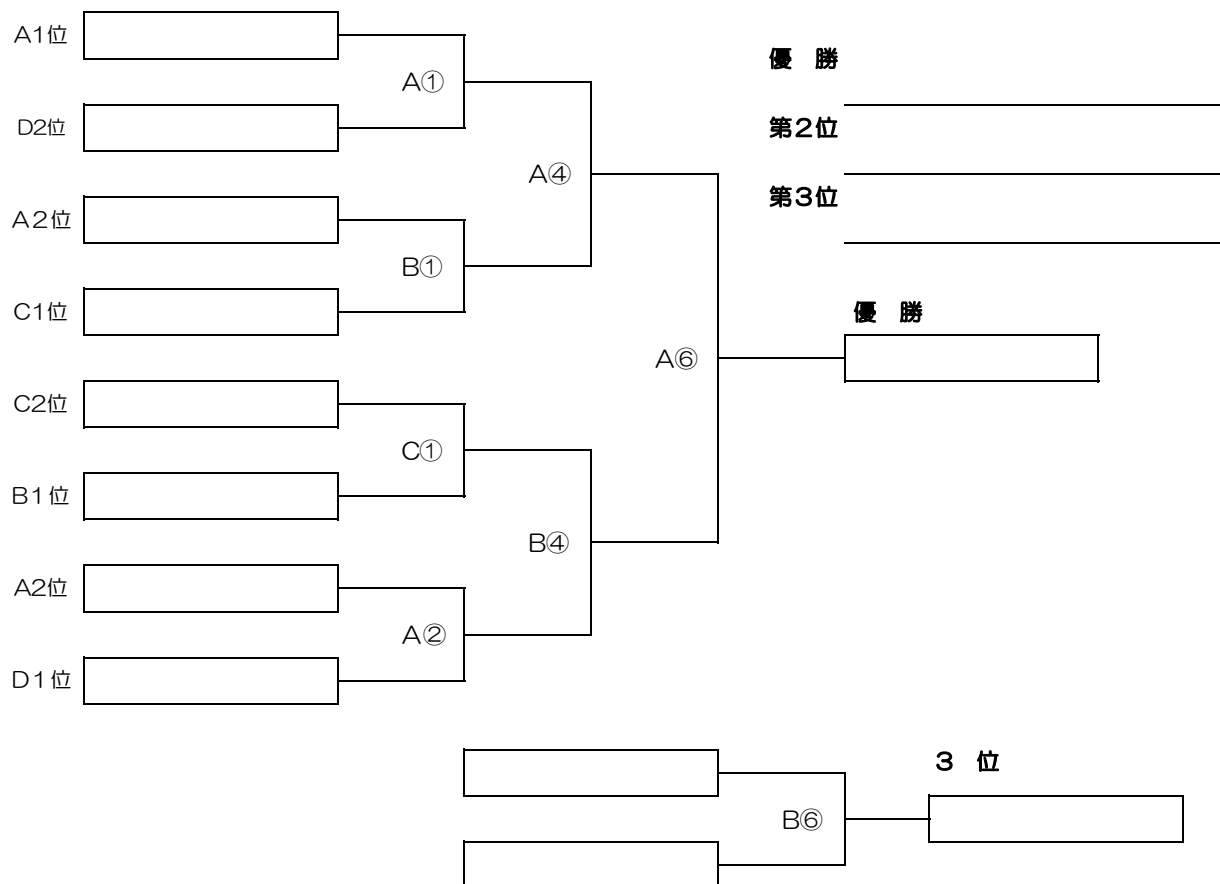 A1位
優 勝
A①
D2位
第2位
A④
第3位
A2位
B①
C1位
優 勝
A⑥
C2位
C①
B1位
B④
A2位
A②
D1位
3 位
B⑥